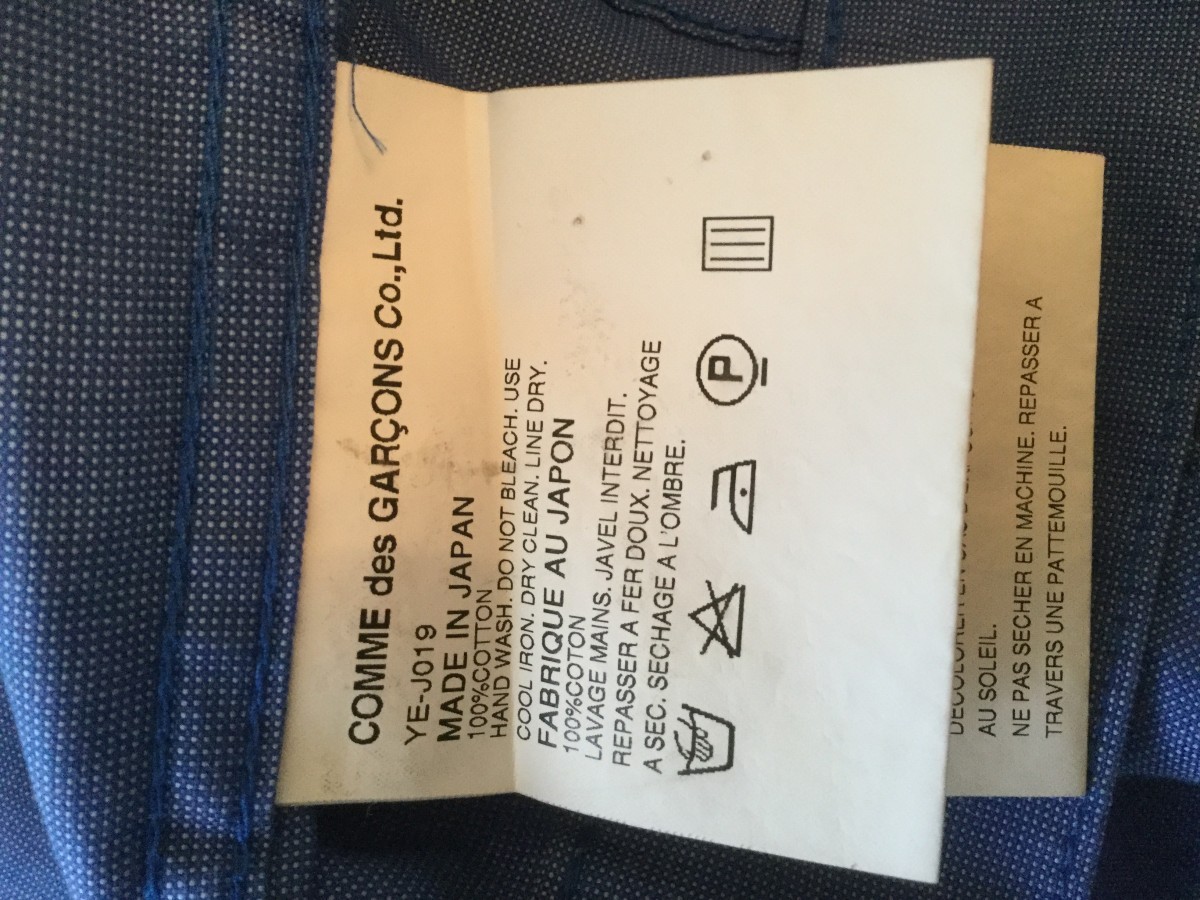 COMME des GARÇONS Co.,Ltd.
YE-J019
MADE IN JAPAN
100%COTTON
HAND WASH. DO NOT BLEACH. USE
COOL IRON. DRY CLEAN. LINE DRY.
FABRIQUE AU JAPON
100%COTON
LAVAGE MAINS. JAVEL INTERDIT.
REPASSER A FER DOUX. NETTOYAGE
A SEC. SECHAGE A L'OMBRE.
P
AU SOLEIL.
NE PAS SECHER EN MACHINE. REPASSER A
TRAVERS UNE PATTEMOUILLE.